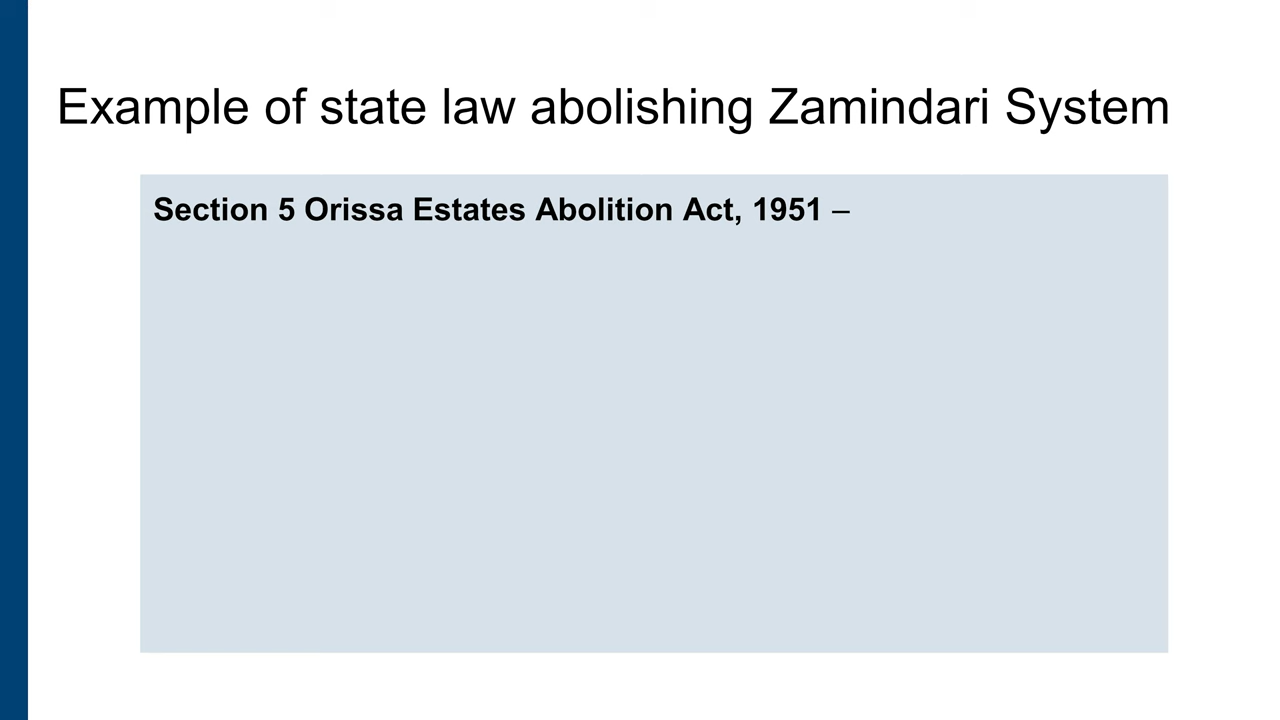 Example of state law abolishing Zamindari System
Section 5 Orissa Estates Abolition Act, 1951 –